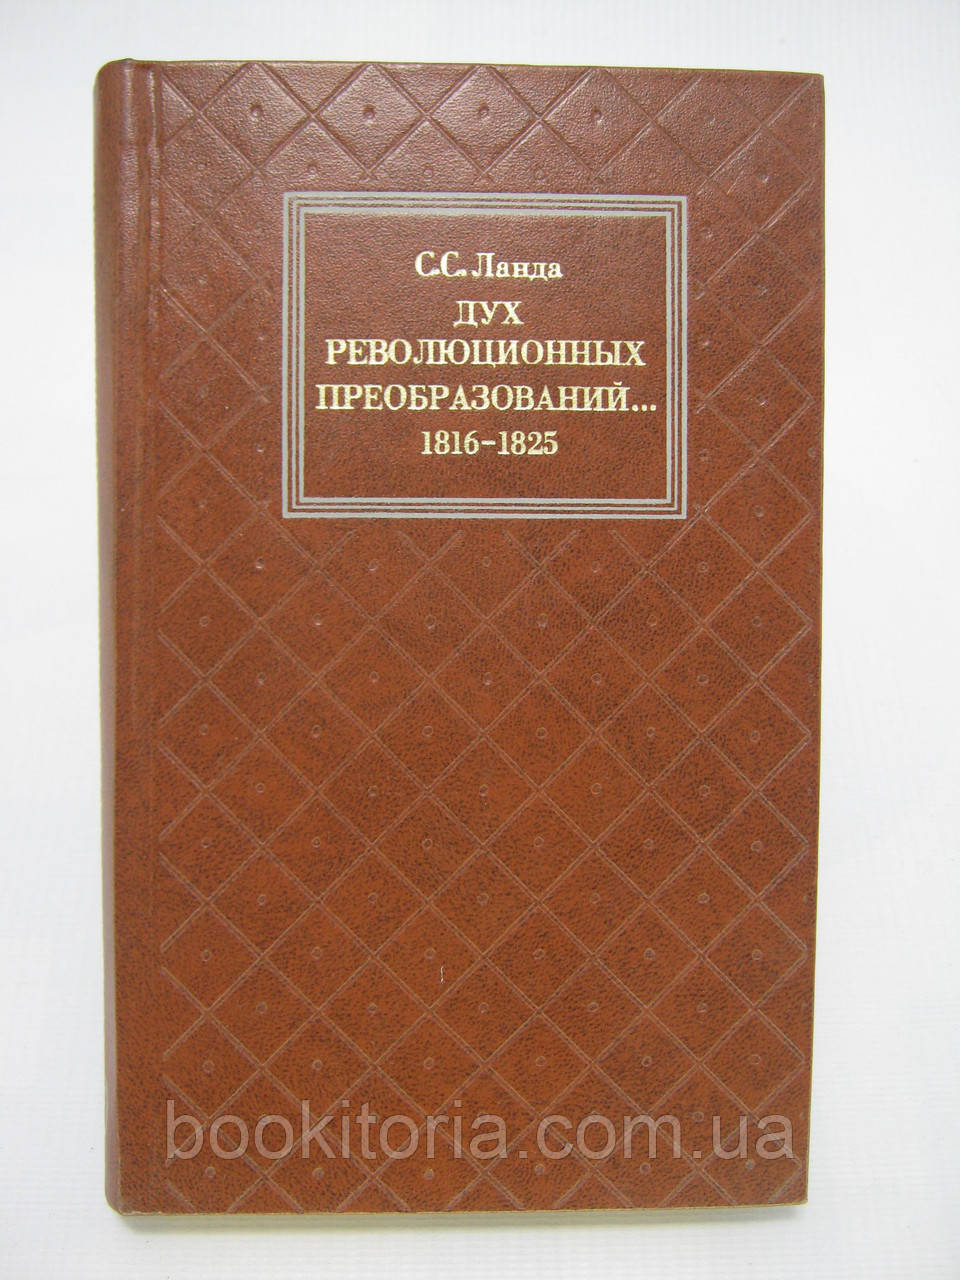 С.С. Ланда
ДУХ
РЕВОЛЮЦИОННЫХ
ПРЕОБРАЗОВАНИЙ...
1816-1825
bookitoria.com.ua